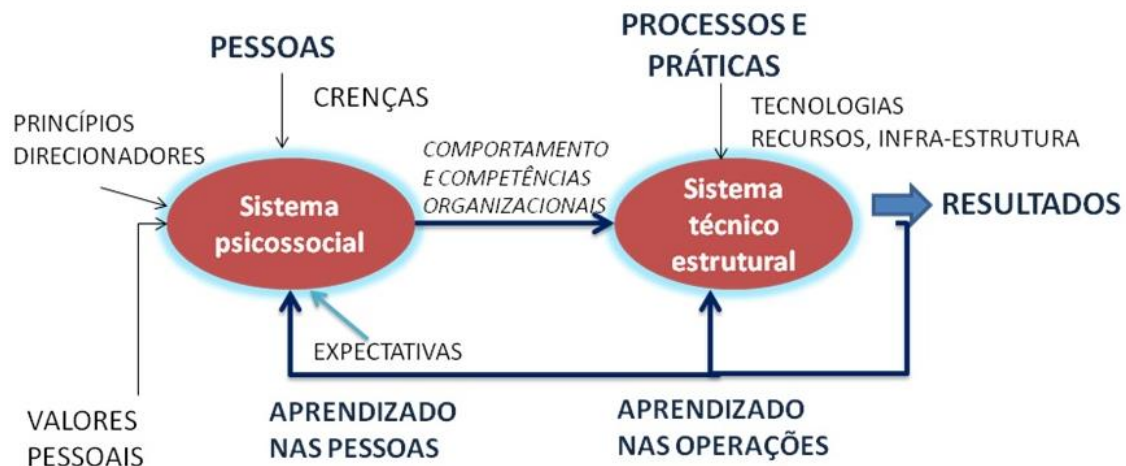 PESSOAS
CRENÇAS
PRINCÍPIOS
DIRECIONADORES
Sistema
psicossocial
VALORES
PESSOAIS
EXPECTATIVAS
APRENDIZADO
NAS PESSOAS
COMPORTAMENTO
E COMPETÊNCIAS
ORGANIZACIONAIS
PROCESSOS E
PRÁTICAS
TECNOLOGIAS
RECURSOS, INFRA-ESTRUTURA
Sistema
técnico
estrutural
RESULTADOS
APRENDIZADO
NAS OPERAÇÕES